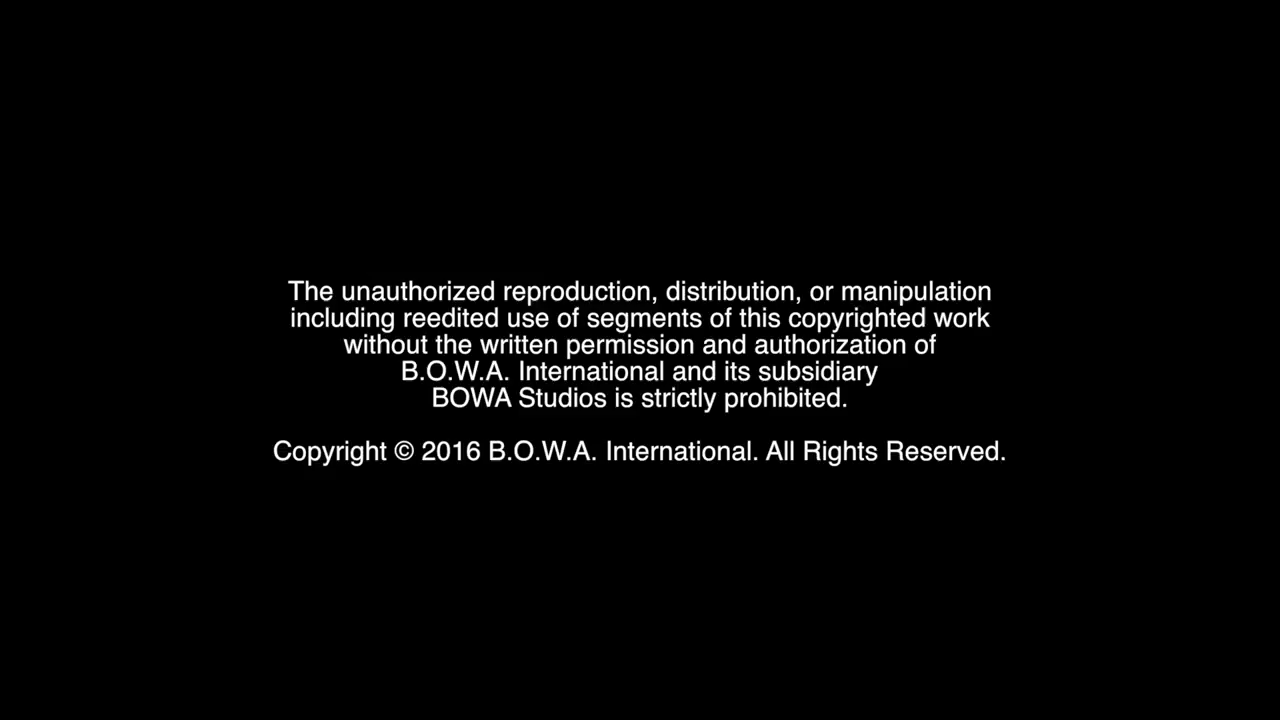 The unauthorized reproduction, distribution, or manipulation
including reedited use of segments of this copyrighted work
without the written permission and authorization of
B.O.W.A. International and its subsidiary
BOWA Studios is strictly prohibited.
Copyright © 2016 B.O.W.A. International. All Rights Reserved.